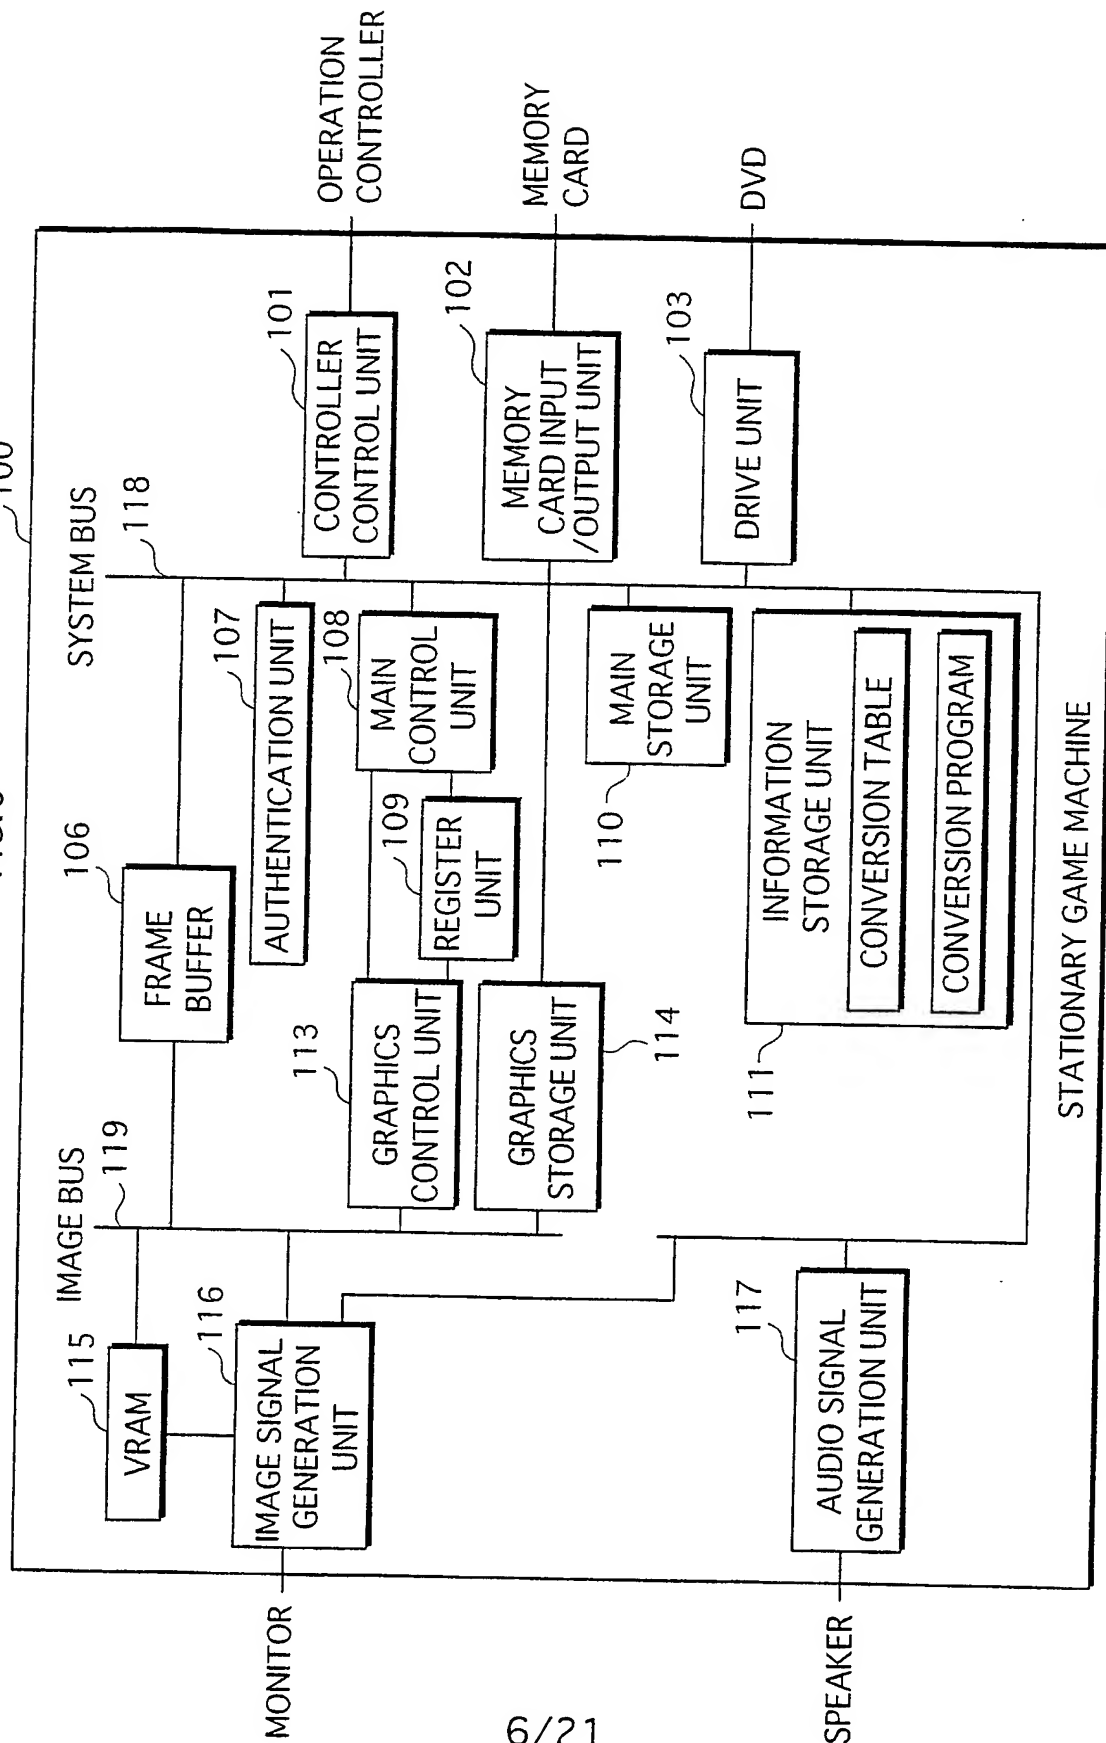 100
SYSTEM BUS
118
IMAGE BUS
119
115
VRAM
116
IMAGE SIGNAL
GENERATION
UNIT
MONITOR
106
FRAME
BUFFER
107
AUTHENTICATION UNIT
108
MAIN
CONTROL
UNIT
109
REGISTER
UNIT
113
GRAPHICS
CONTROL UNIT
GRAPHICS
STORAGE UNIT
114
101
CONTROLLER
CONTROL UNIT
OPERATION
CONTROLLER
102
MEMORY
CARD INPUT
/OUTPUT UNIT
MEMORY
CARD
103
DRIVE UNIT
DVD
110
MAIN
STORAGE
UNIT
111
INFORMATION
STORAGE UNIT
CONVERSION TABLE
CONVERSION PROGRAM
117
AUDIO SIGNAL
GENERATION UNIT
SPEAKER
STATIONARY GAME MACHINE
6/21